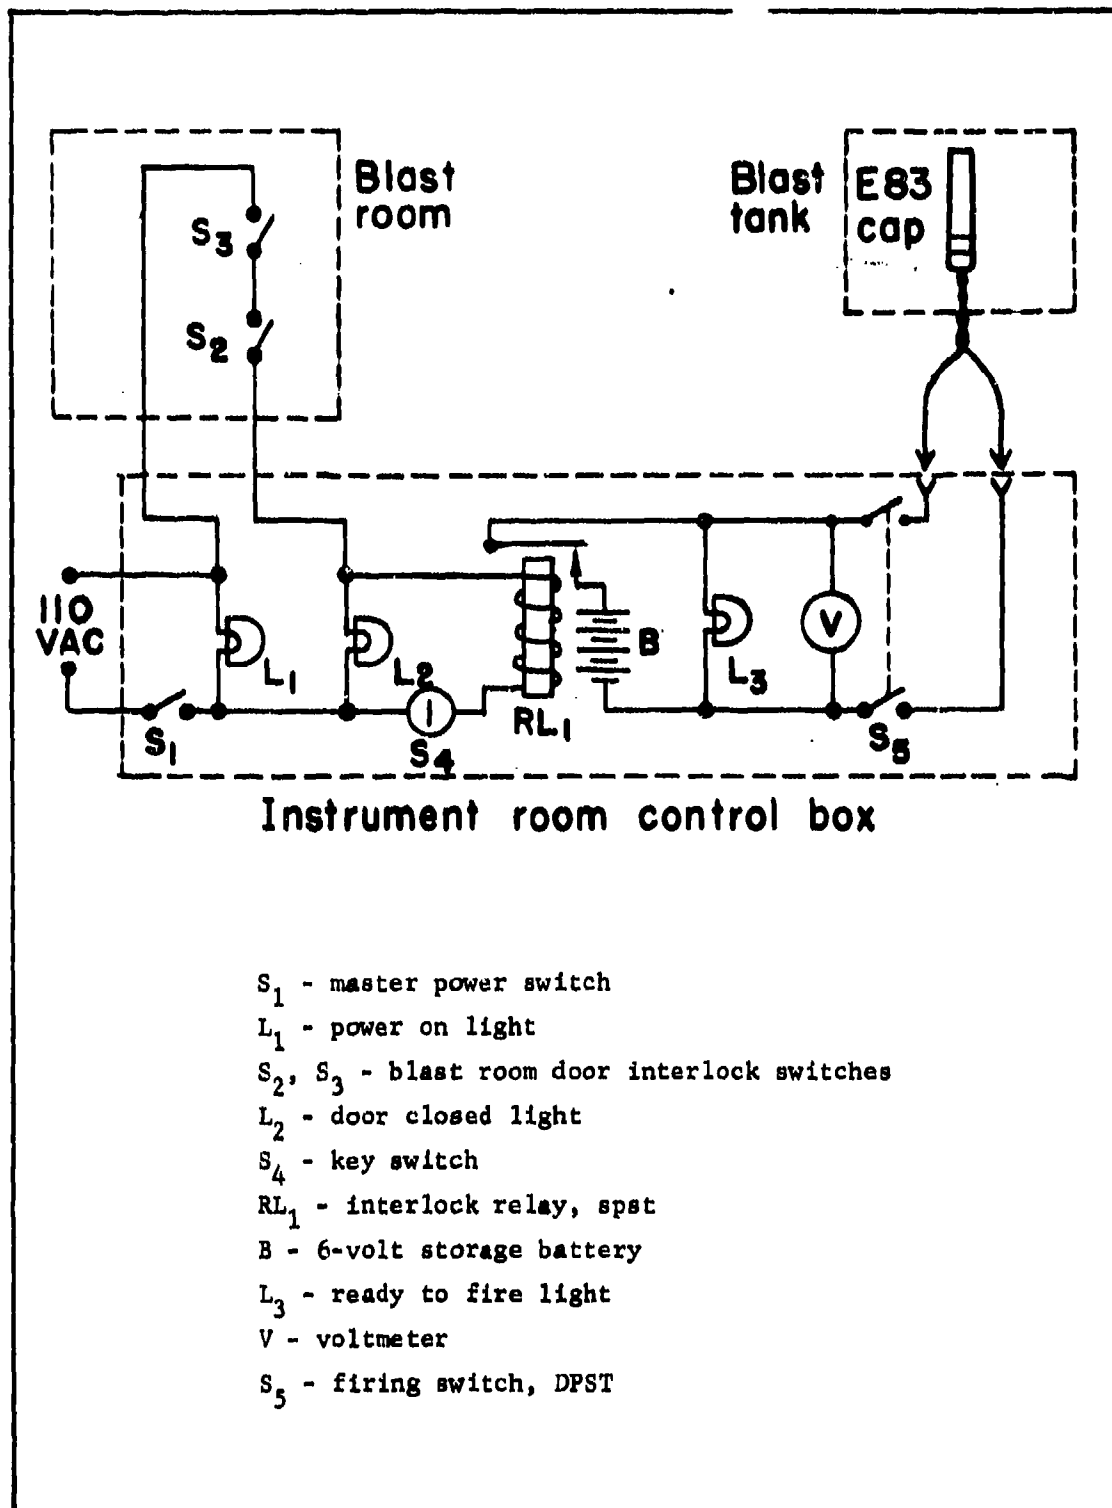 Blast
room
Blast
tank
E83
cap
S3
S2
110
VAC
L1
L2
B
L3
V
S1
S4
RL1
S5
Instrument room control box
S1 - master power switch
L1 - power on light
S2, S3 - blast room door interlock switches
L2 - door closed light
S4 - key switch
RL1 - interlock relay, spst
B - 6-volt storage battery
L3 - ready to fire light
V - voltmeter
S5 - firing switch, DPST